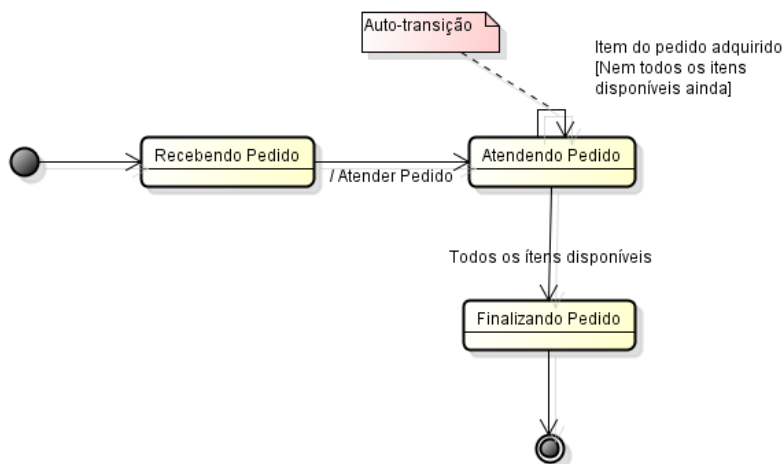 Auto-transição
Item do pedido adquirido
[Nem todos os itens
disponíveis ainda]
Recebendo Pedido
/ Atender Pedido
Atendendo Pedido
Todos os ítens disponíveis
Finalizando Pedido